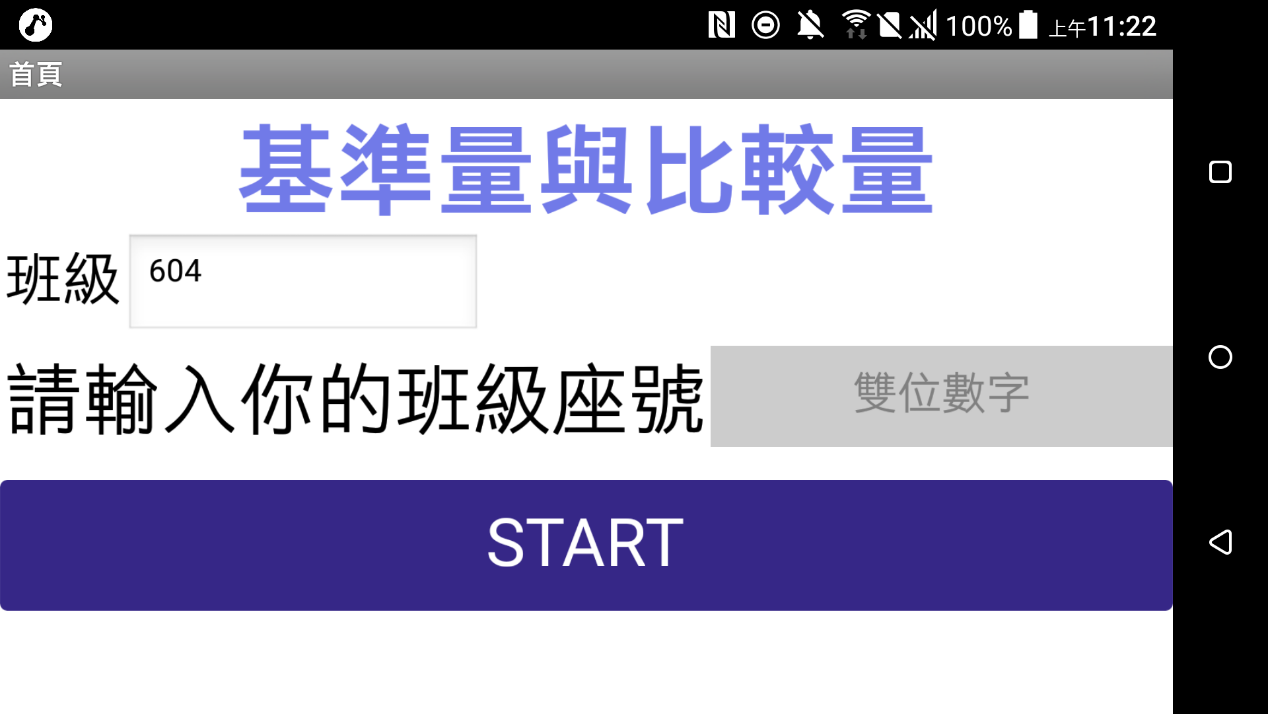 100% 上午11:22
首頁
基準量與比較量
班級 604
請輸入你的班級座號 雙位數字
START